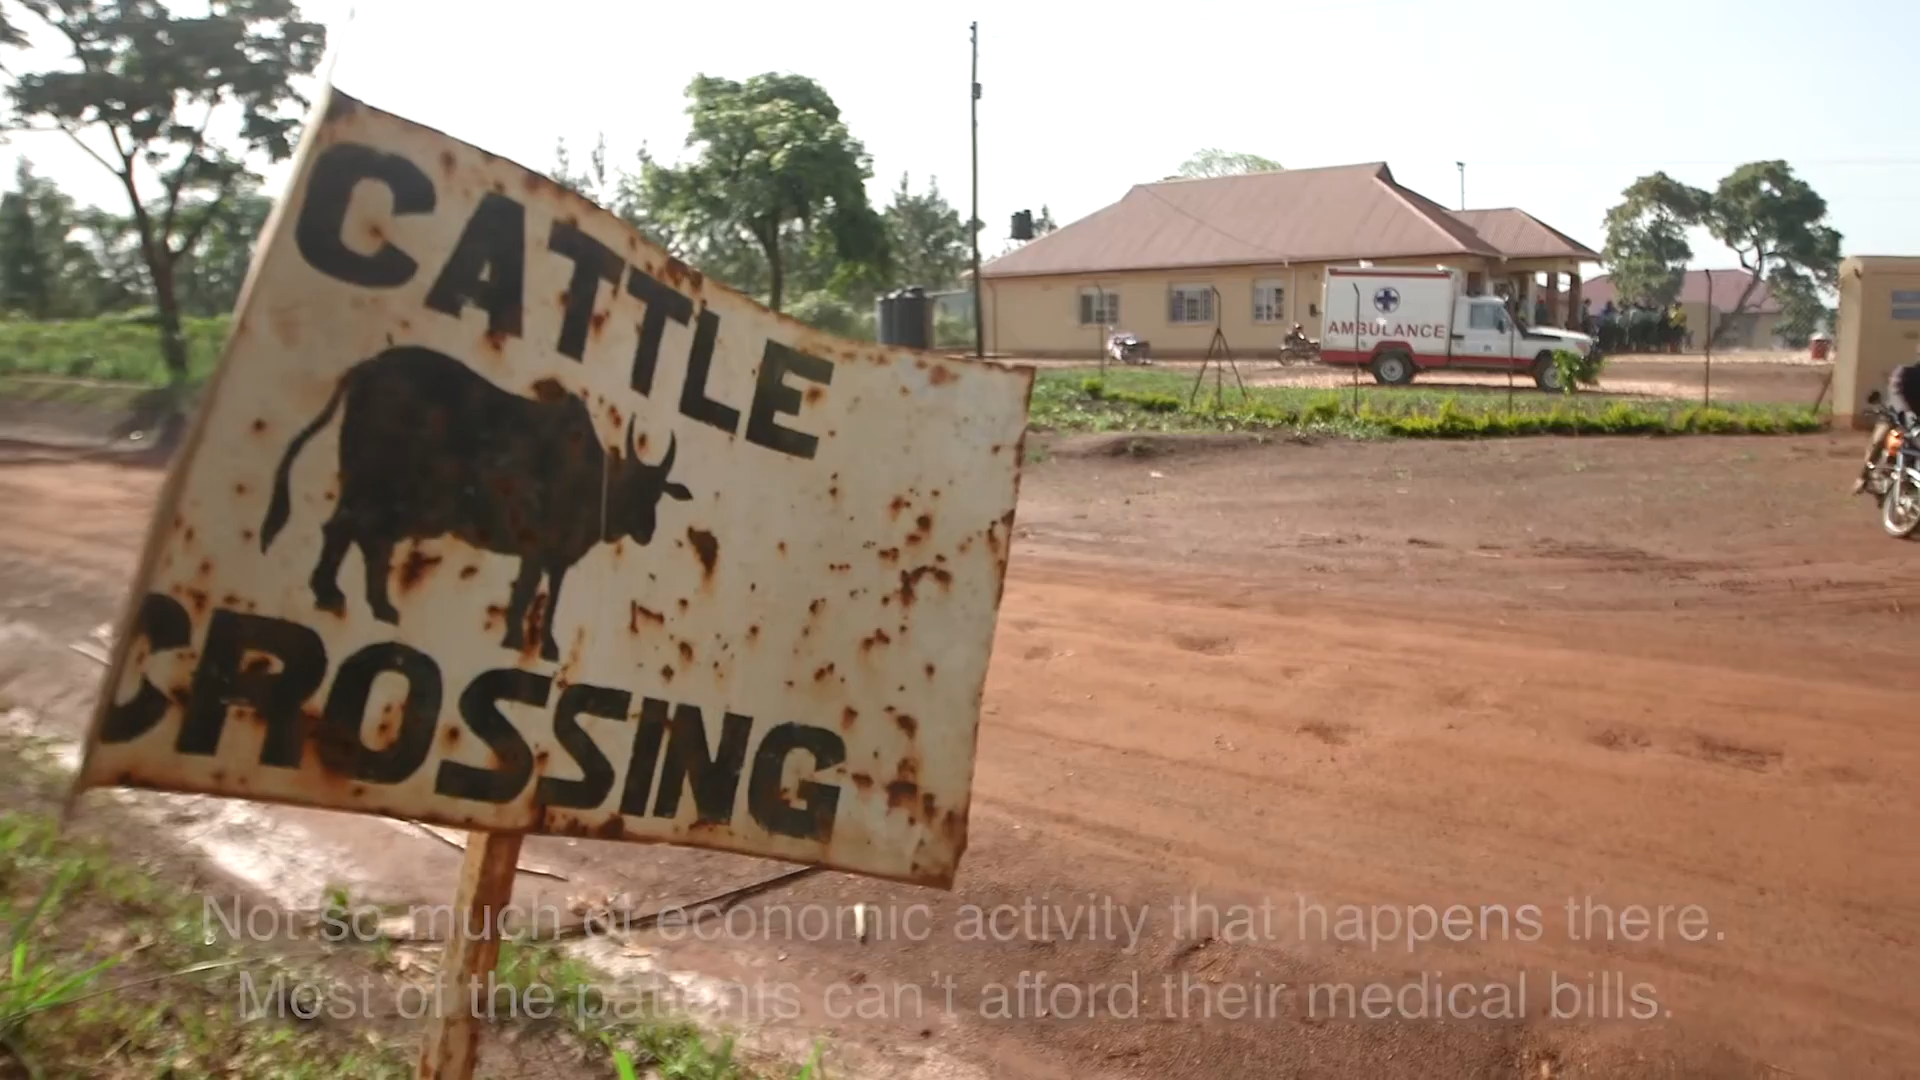 CATTLE
CROSSING
AMBULANCE
Not so much of economic activity that happens there.
Most of the patients can't afford their medical bills.